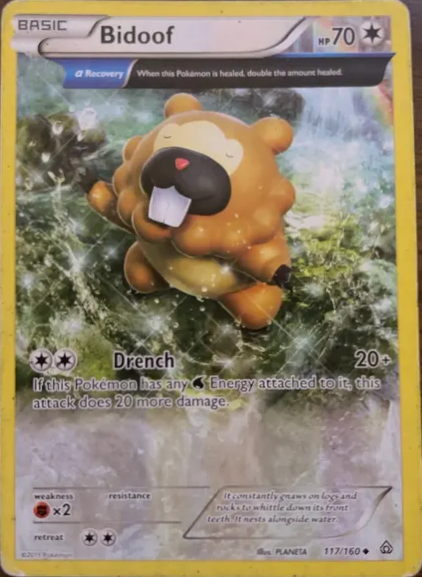 BASIC
Bidoof
HP 70
α Recovery When this Pokémon is healed, double the amount healed.
Drench 20+
If this Pokémon has any Energy attached to it, this
attack does 20 more damage.
weakness resistance
×2
It constantly gnaws on logs and
rocks to whittle down its front
teeth. It nests alongside water.
retreat
©2015 Pokémon
Illus. PLANETA 117/160